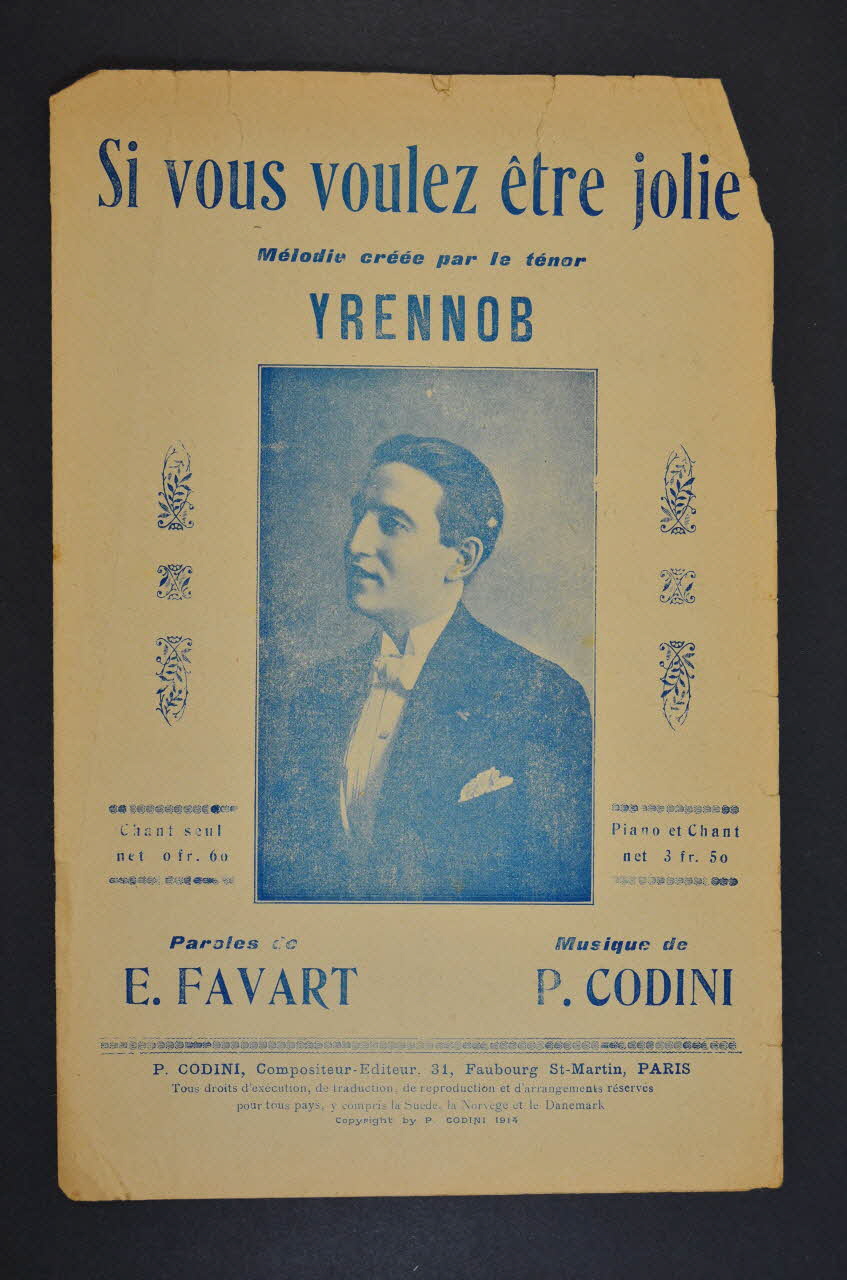 Si vous voulez être jolie
Mélodie créée par le ténor
YRENNOB
Chant seul
net 0 fr. 60
Piano et Chant
net 3 fr. 50
Paroles de
E. FAVART
Musique de
P. CODINI
P. CODINI, Compositeur-Editeur. 31, Faubourg St-Martin, PARIS
Tous droits d'exécution, de traduction, de reproduction et d'arrangements réservés
pour tous pays, y compris la Suède, la Norvège et le Danemark
Copyright by P. CODINI 1914